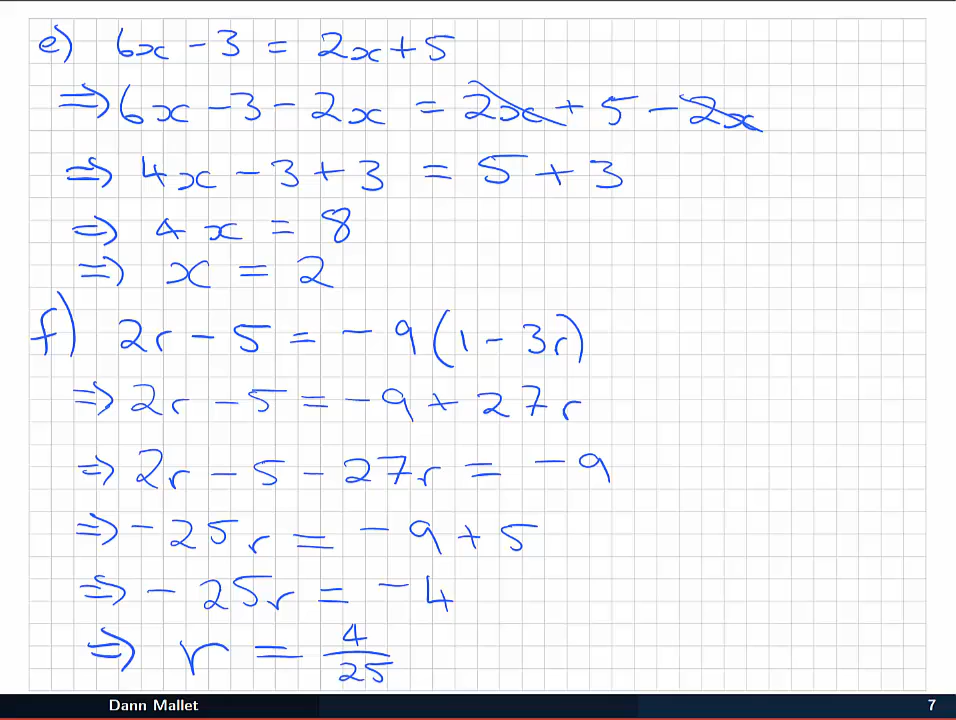 e) 6x - 3 = 2x + 5
⇒ 6x - 3 - 2x = 2x + 5 - 2x
⇒ 4x - 3 + 3 = 5 + 3
⇒ 4x = 8
⇒ x = 2
f) 2r - 5 = -9(1 - 3r)
⇒ 2r - 5 = -9 + 27r
⇒ 2r - 5 - 27r = -9
⇒ -25r = -9 + 5
⇒ -25r = -4
⇒ r = 4/25
Dann Mallet 7